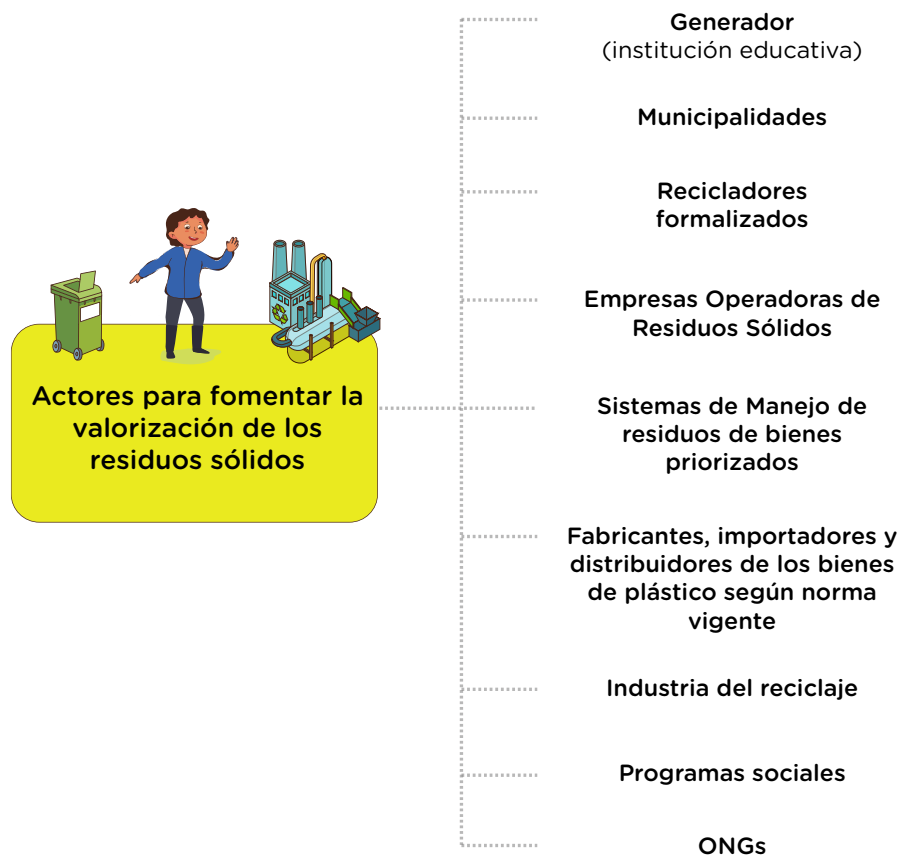 Generador
(institución educativa)
Municipalidades
Recicladores
formalizados
Empresas Operadoras de
Residuos Sólidos
Actores para fomentar la
valorización de los
residuos sólidos
Sistemas de Manejo de
residuos de bienes
priorizados
Fabricantes, importadores y
distribuidores de los bienes
de plástico según norma
vigente
Industria del reciclaje
Programas sociales
ONGs